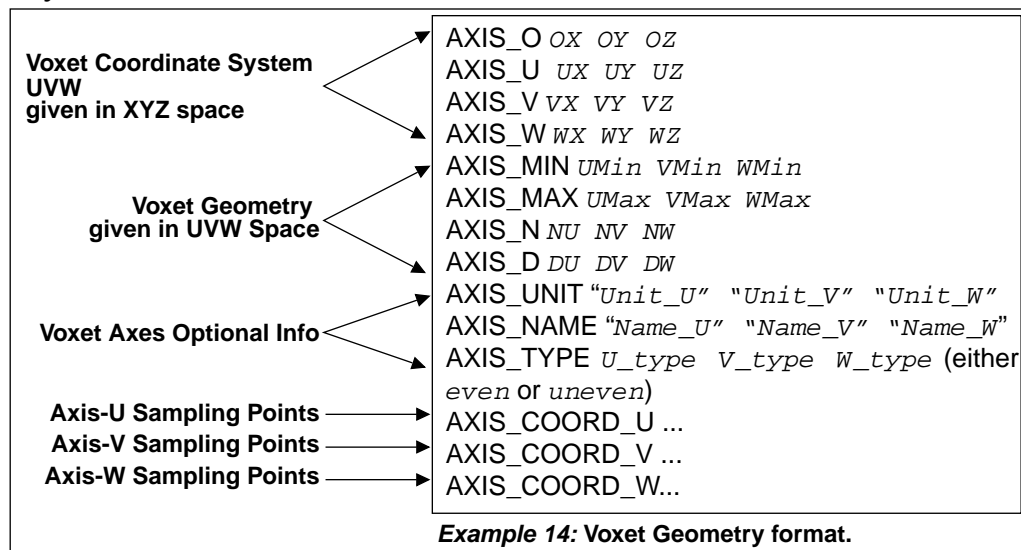 Voxet Coordinate System
UVW
given in XYZ space
Voxet Geometry
given in UVW Space
Voxet Axes Optional Info
Axis-U Sampling Points
Axis-V Sampling Points
Axis-W Sampling Points
AXIS_O OX OY OZ
AXIS_U UX UY UZ
AXIS_V VX VY VZ
AXIS_W WX WY WZ
AXIS_MIN UMin VMin WMin
AXIS_MAX UMax VMax WMax
AXIS_N NU NV NW
AXIS_D DU DV DW
AXIS_UNIT “Unit_U” “Unit_V” “Unit_W”
AXIS_NAME “Name_U” “Name_V” “Name_W”
AXIS_TYPE U_type V_type W_type (either
even or uneven)
AXIS_COORD_U ...
AXIS_COORD_V ...
AXIS_COORD_W...
Example 14: Voxet Geometry format.